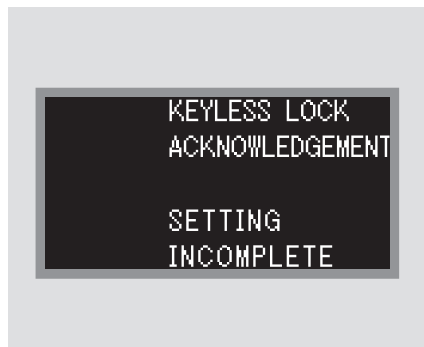 KEYLESS LOCK
ACKNOWLEDGEMENT
SETTING
INCOMPLETE